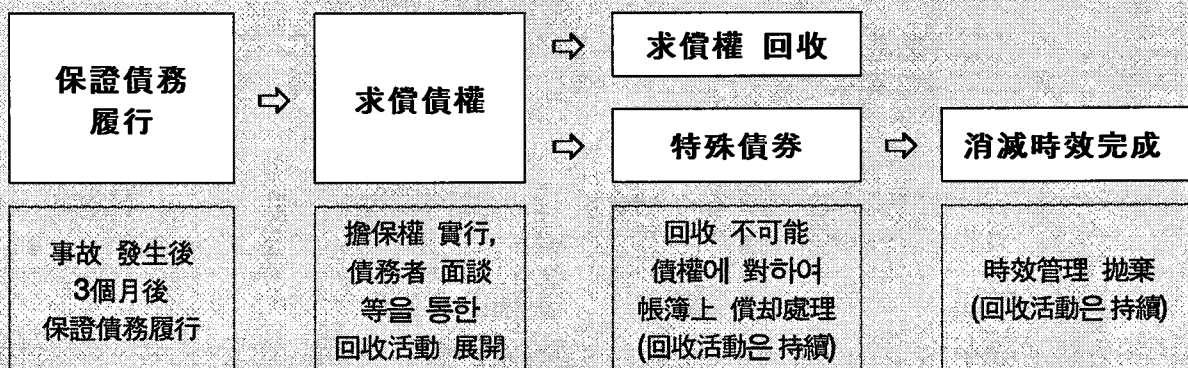 保證債務
履行
⇨
求償債權
⇨
求償權 回收
⇨
特殊債券
⇨
消滅時效完成
事故 發生後
3個月後
保證債務履行
擔保權 實行,
債務者 面談
等을 통한
回收活動 展開
回收 不可能
債權에 對하여
帳簿上 償却處理
(回收活動은 持續)
時效管理 抛棄
(回收活動은 持續)